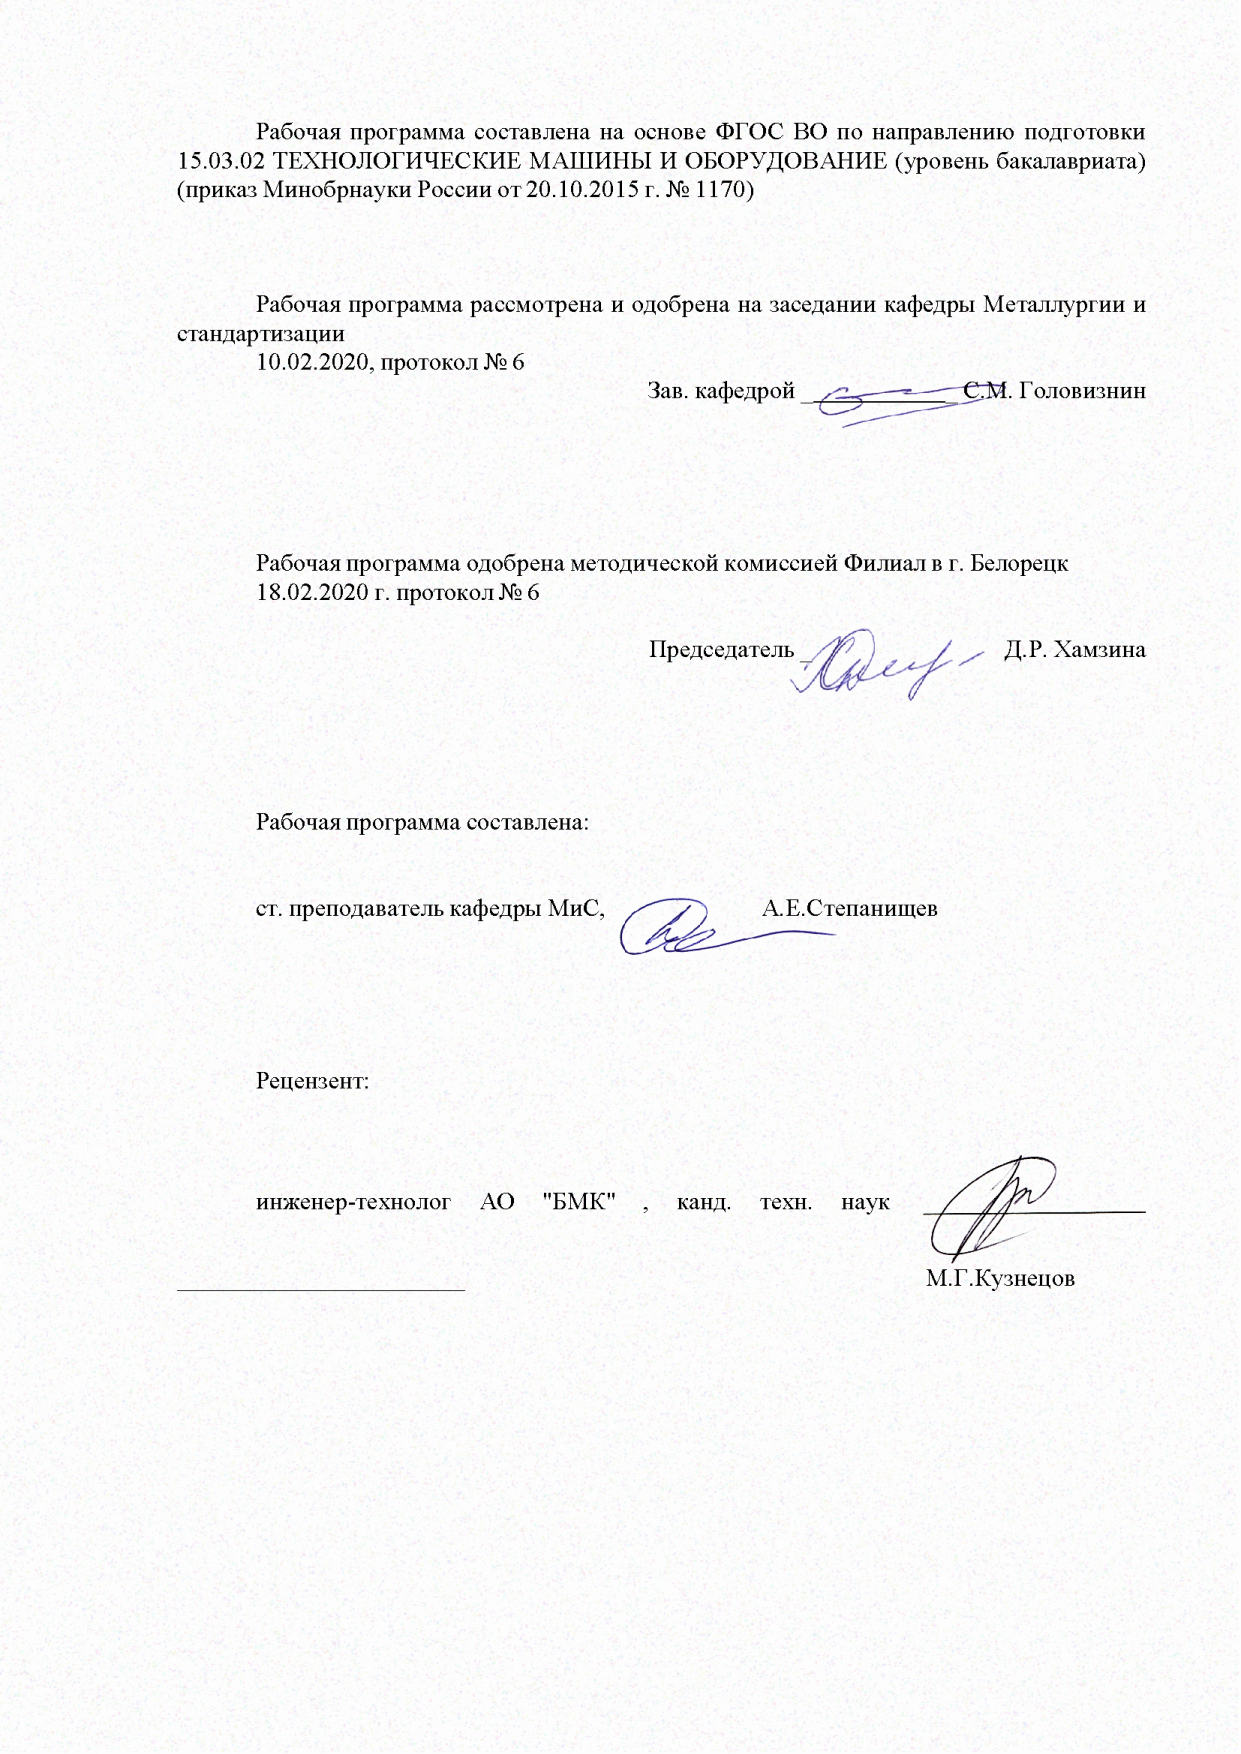 Рабочая программа составлена на основе ФГОС ВО по направлению подготовки
15.03.02 ТЕХНОЛОГИЧЕСКИЕ МАШИНЫ И ОБОРУДОВАНИЕ (уровень бакалавриата)
(приказ Минобрнауки России от 20.10.2015 г. № 1170)
Рабочая программа рассмотрена и одобрена на заседании кафедры Металлургии и
стандартизации
10.02.2020, протокол № 6
Зав. кафедрой С.М. Головизнин
Рабочая программа одобрена методической комиссией Филиал в г. Белорецк
18.02.2020 г. протокол № 6
Председатель Д.Р. Хамзина
Рабочая программа составлена:
ст. преподаватель кафедры МиС, А.Е.Степанищев
Рецензент:
инженер-технолог АО "БМК" , канд. техн. наук
М.Г.Кузнецов